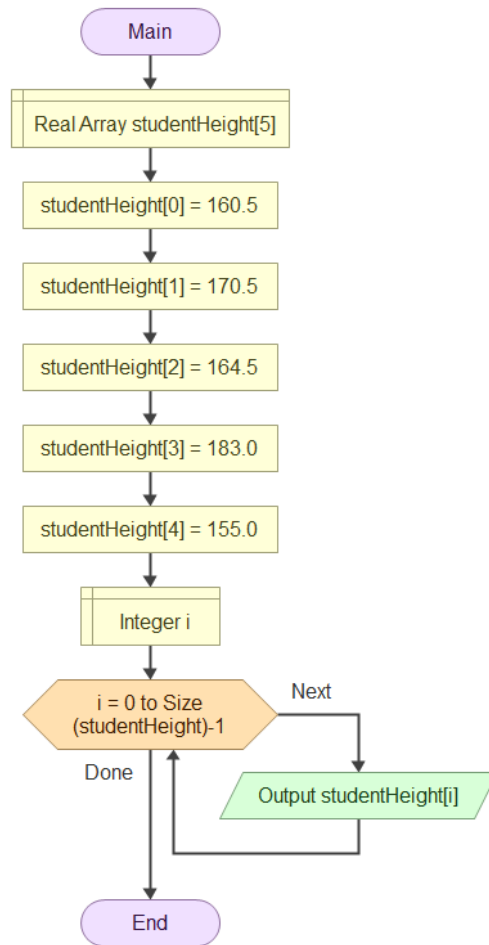 Main
Real Array studentHeight[5]
studentHeight[0] = 160.5
studentHeight[1] = 170.5
studentHeight[2] = 164.5
studentHeight[3] = 183.0
studentHeight[4] = 155.0
Integer i
i = 0 to Size
(studentHeight)-1
Next
Done
Output studentHeight[i]
End